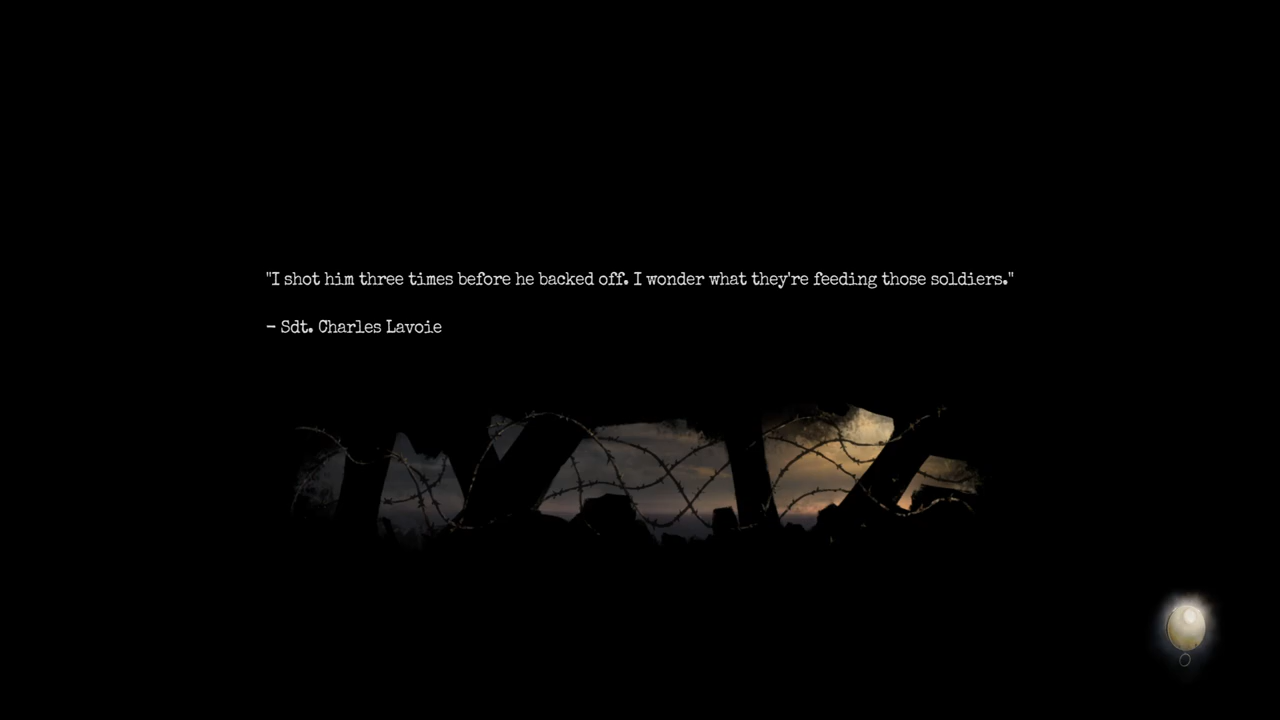 "I shot him three times before he backed off. I wonder what they're feeding those soldiers."
- Sdt. Charles Lavoie